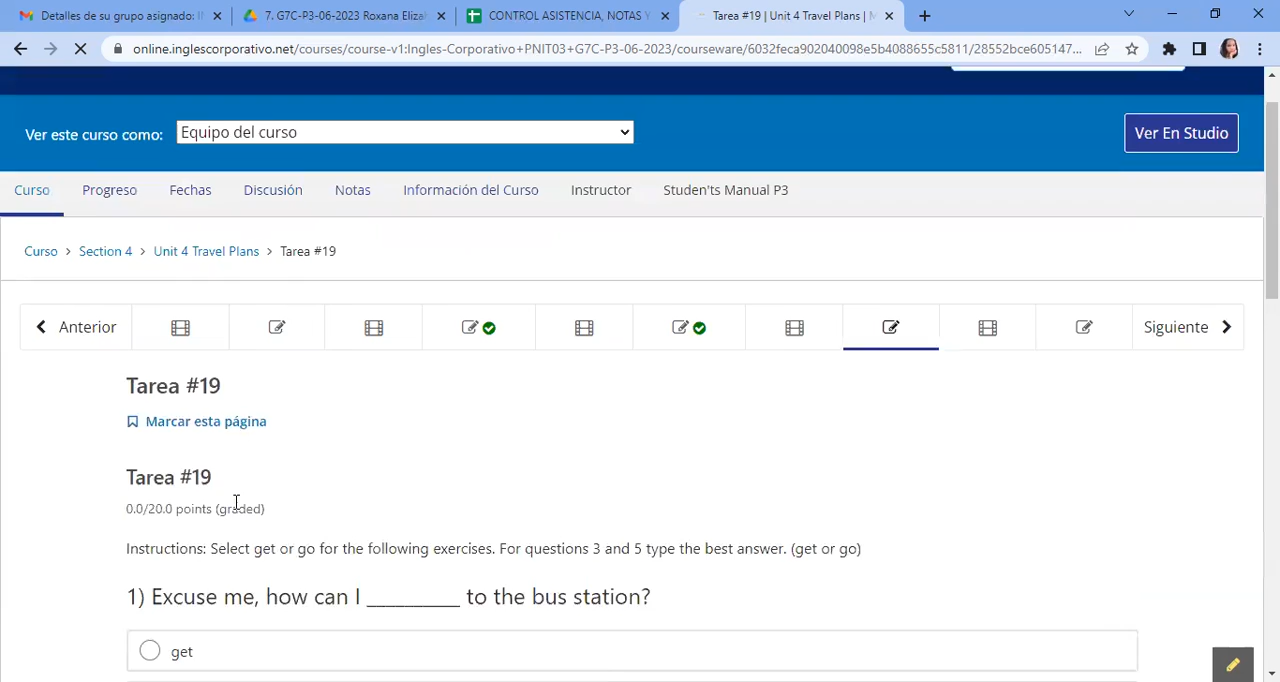 Detalles de su grupo asignado: I
7. G7C-P3-06-2023 Roxana Eliza
CONTROL ASISTENCIA, NOTAS Y
Tarea #19 | Unit 4 Travel Plans | M
online.inglescorporativo.net/courses/course-v1:Ingles-Corporativo+PNIT03+G7C-P3-06-2023/courseware/6032feca902040098e5b4088655c5811/28552bce605147...
Ver este curso como:
Equipo del curso
Ver En Studio
Curso
Progreso
Fechas
Discusión
Notas
Información del Curso
Instructor
Studen'ts Manual P3
Curso > Section 4 > Unit 4 Travel Plans > Tarea #19
Anterior
Siguiente
Tarea #19
Marcar esta página
Tarea #19
0.0/20.0 points (graded)
Instructions: Select get or go for the following exercises. For questions 3 and 5 type the best answer. (get or go)
1) Excuse me, how can I __________ to the bus station?
get